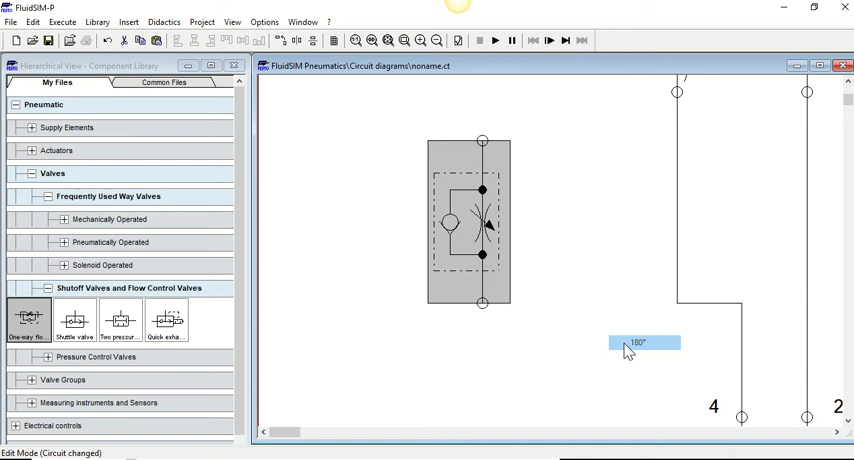 FluidSIM-P
File Edit Execute Library Insert Didactics Project View Options Window ?
FESTO Hierarchical View - Component Library
FESTO FluidSIM Pneumatics\Circuit diagrams\noname.ct
My Files Common Files
Pneumatic
Supply Elements
Actuators
Valves
Frequently Used Way Valves
Mechanically Operated
Pneumatically Operated
Solenoid Operated
Shutoff Valves and Flow Control Valves
One-way flo... Shuttle valve Two pressur... Quick exha...
Pressure Control Valves
Valve Groups
Measuring instruments and Sensors
Electrical controls
180°
4 2
Edit Mode (Circuit changed)